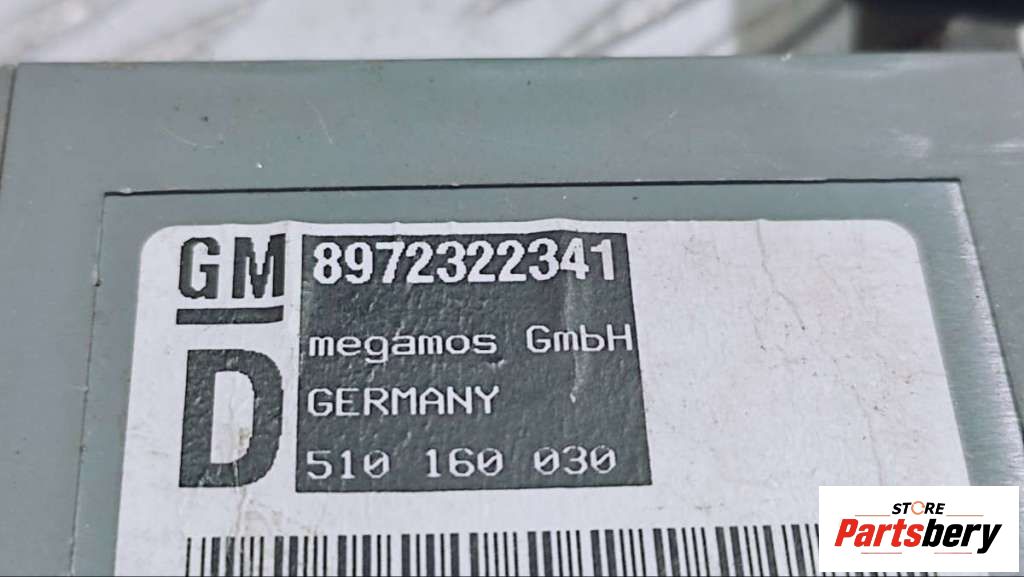 GM 8972322341
D
megamos GmbH
GERMANY
510 160 030
STORE
Partsbery